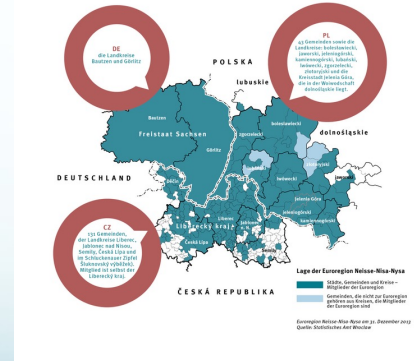 DE
die Landkreise
Bautzen und Görlitz
PL
43 Gemeinden sowie die
Landkreise: bolesławiecki,
jaworski, jeleniogórski,
kamiennogórski, lubański,
lwówecki, zgorzelecki,
złotoryjski und die
Kreisstadt Jelenia Góra,
die in der Woiwodschaft
dolnośląskie liegt.
POLSKA
lubuskie
bolesławiecki
Bautzen
Freistaat Sachsen
zgorzelecki
dolnośląskie
Görlitz
DEUTSCHLAND
lwówecki
Děčín
Jelenia Góra
jeleniogórski
kamiennogórski
Liberec
Liberecký kraj
Česká Lípa
Semily
CZ
131 Gemeinden,
der Landkreise Liberec,
Jablonec nad Nisou,
Semily, Česká Lípa und
im Schluckenauer Zipfel
(Šluknovský výběžek).
Mitglied ist selbst der
Liberecký kraj.
ČESKÁ REPUBLIKA
Lage der Euroregion Neisse-Nisa-Nysa
Städte, Gemeinden und Kreise –
Mitglieder der Euroregion
Gemeinden, die nicht zur Euroregion
gehören aus Kreisen, die Mitglieder
der Euroregion sind
Euroregion Neisse-Nisa-Nysa am 31. Dezember 2013
Quelle: Statistisches Amt Wrocław